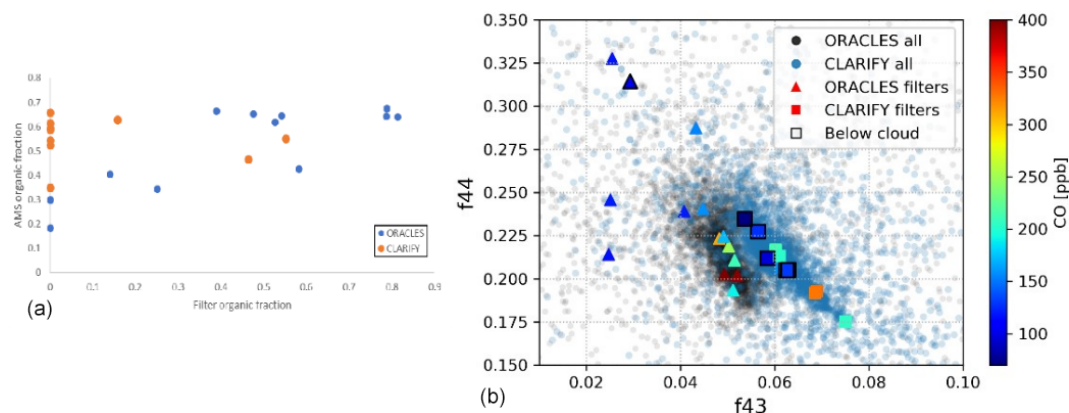 0.8
0.7
0.6
0.5
0.4
0.3
0.2
0.1
0
AMS organic fraction
0 0.1 0.2 0.3 0.4 0.5 0.6 0.7 0.8 0.9
Filter organic fraction
ORACLES
CLARIFY
(a)
0.350
0.325
0.300
0.275
0.250
0.225
0.200
0.175
0.150
f44
0.02 0.04 0.06 0.08 0.10
f43
ORACLES all
CLARIFY all
ORACLES filters
CLARIFY filters
Below cloud
(b)
400
350
300
250
200
150
100
CO [ppb]